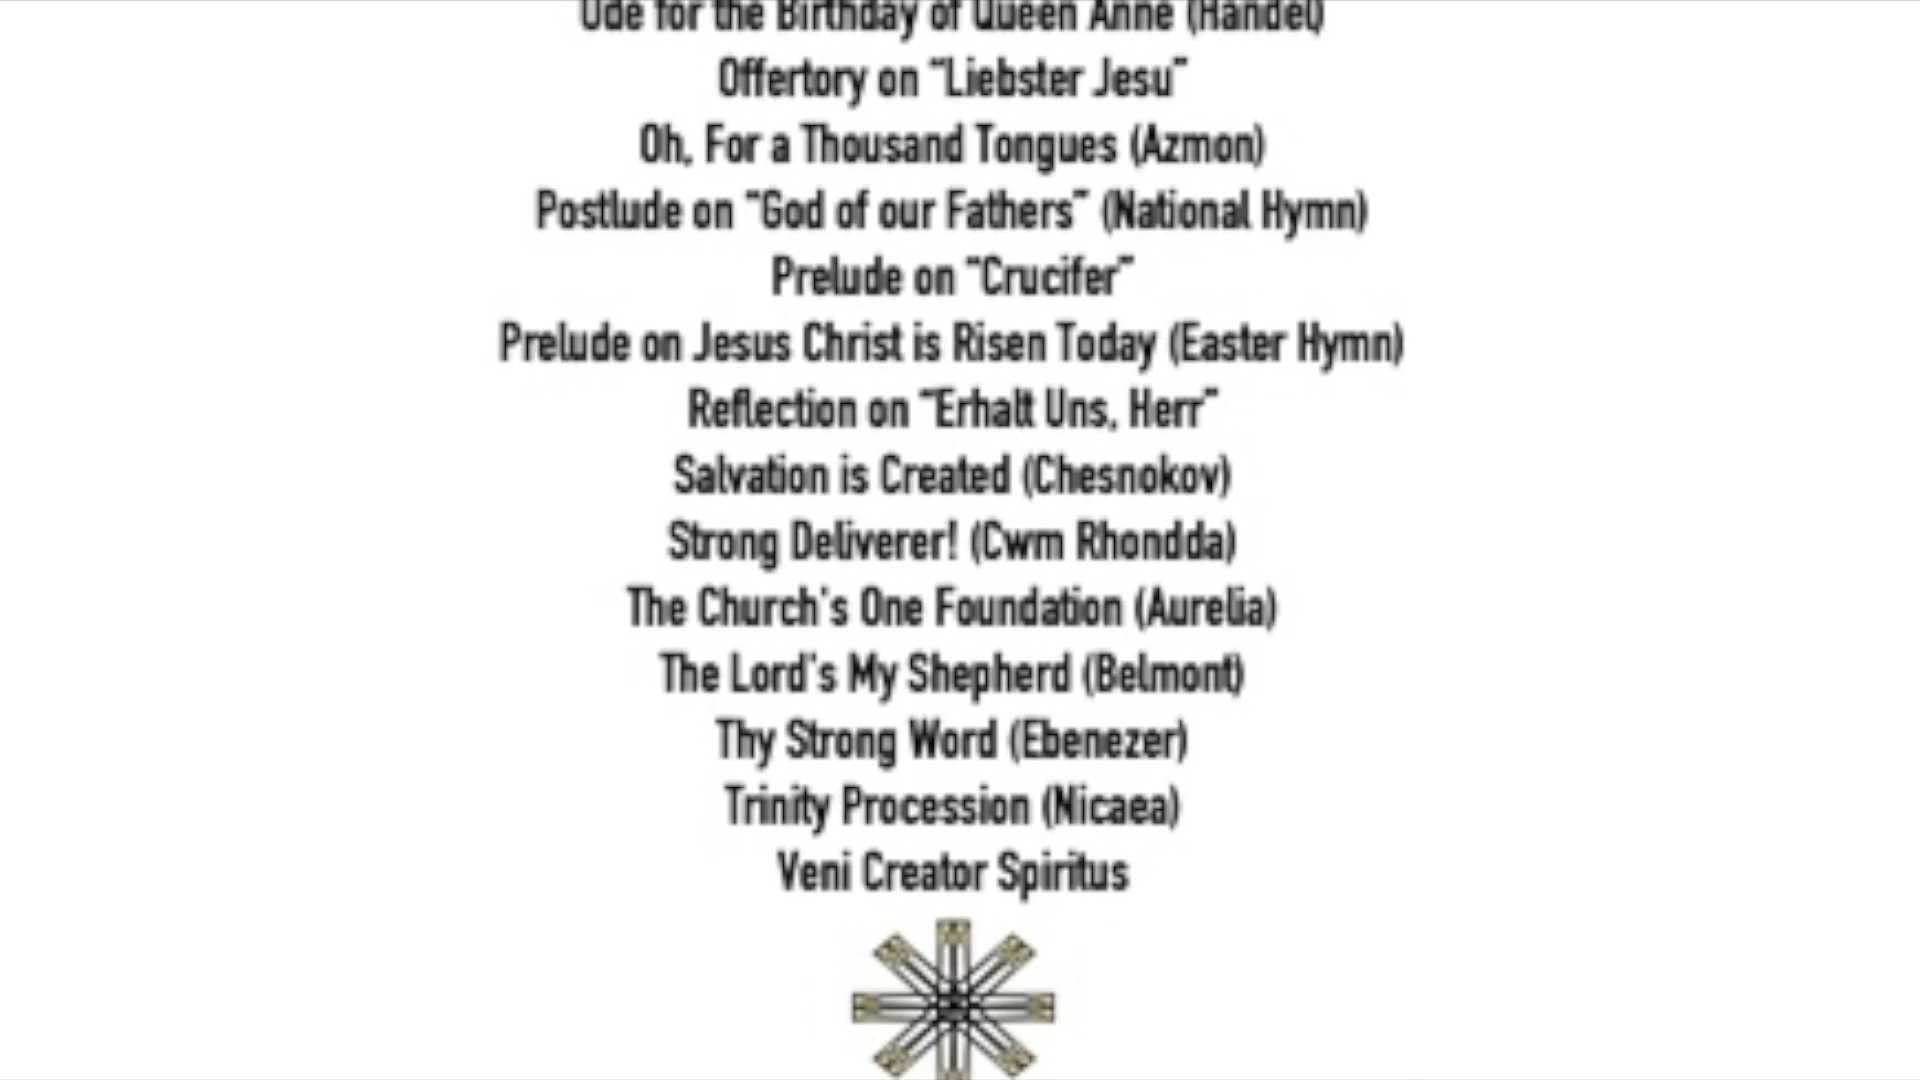 Ode for the Birthday of Queen Anne (Handel)
Offertory on "Liebster Jesu"
Oh, For a Thousand Tongues (Azmon)
Postlude on "God of our Fathers" (National Hymn)
Prelude on "Crucifer"
Prelude on Jesus Christ is Risen Today (Easter Hymn)
Reflection on "Erhalt Uns, Herr"
Salvation is Created (Chesnokov)
Strong Deliverer! (Cwm Rhondda)
The Church's One Foundation (Aurelia)
The Lord's My Shepherd (Belmont)
Thy Strong Word (Ebenezer)
Trinity Procession (Nicaea)
Veni Creator Spiritus